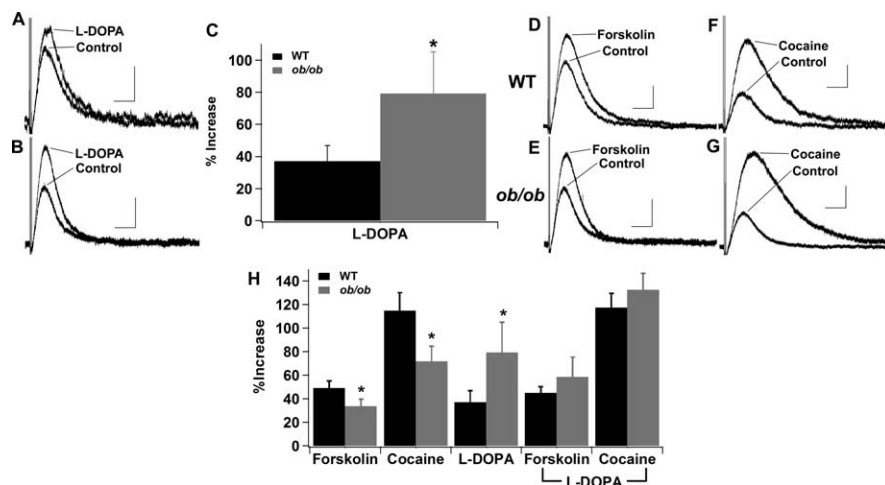 A
L-DOPA
Control
B
L-DOPA
Control
C
WT
ob/ob
% Increase
100
80
60
40
20
0
*
L-DOPA
D
Forskolin
Control
WT
E
Forskolin
Control
ob/ob
F
Cocaine
Control
G
Cocaine
Control
H
WT
ob/ob
%Increase
140
120
100
80
60
40
20
0
* * *
Forskolin Cocaine L-DOPA Forskolin Cocaine
L-DOPA